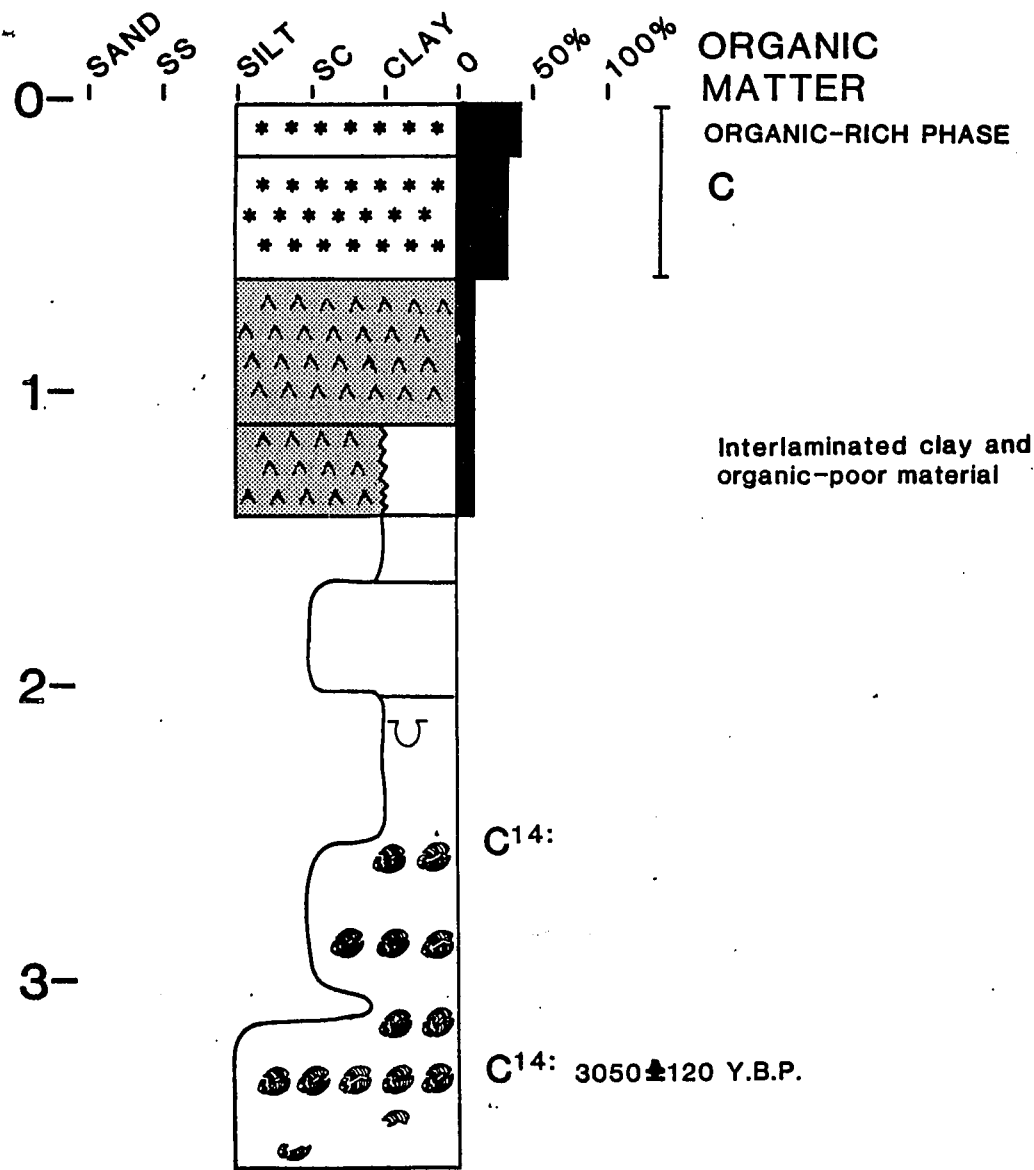 SAND SS SILT SC CLAY 0 50% 100%
ORGANIC
MATTER
0
ORGANIC-RICH PHASE
C
1
Interlaminated clay and
organic-poor material
2
C14:
3
C14: 3050±120 Y.B.P.